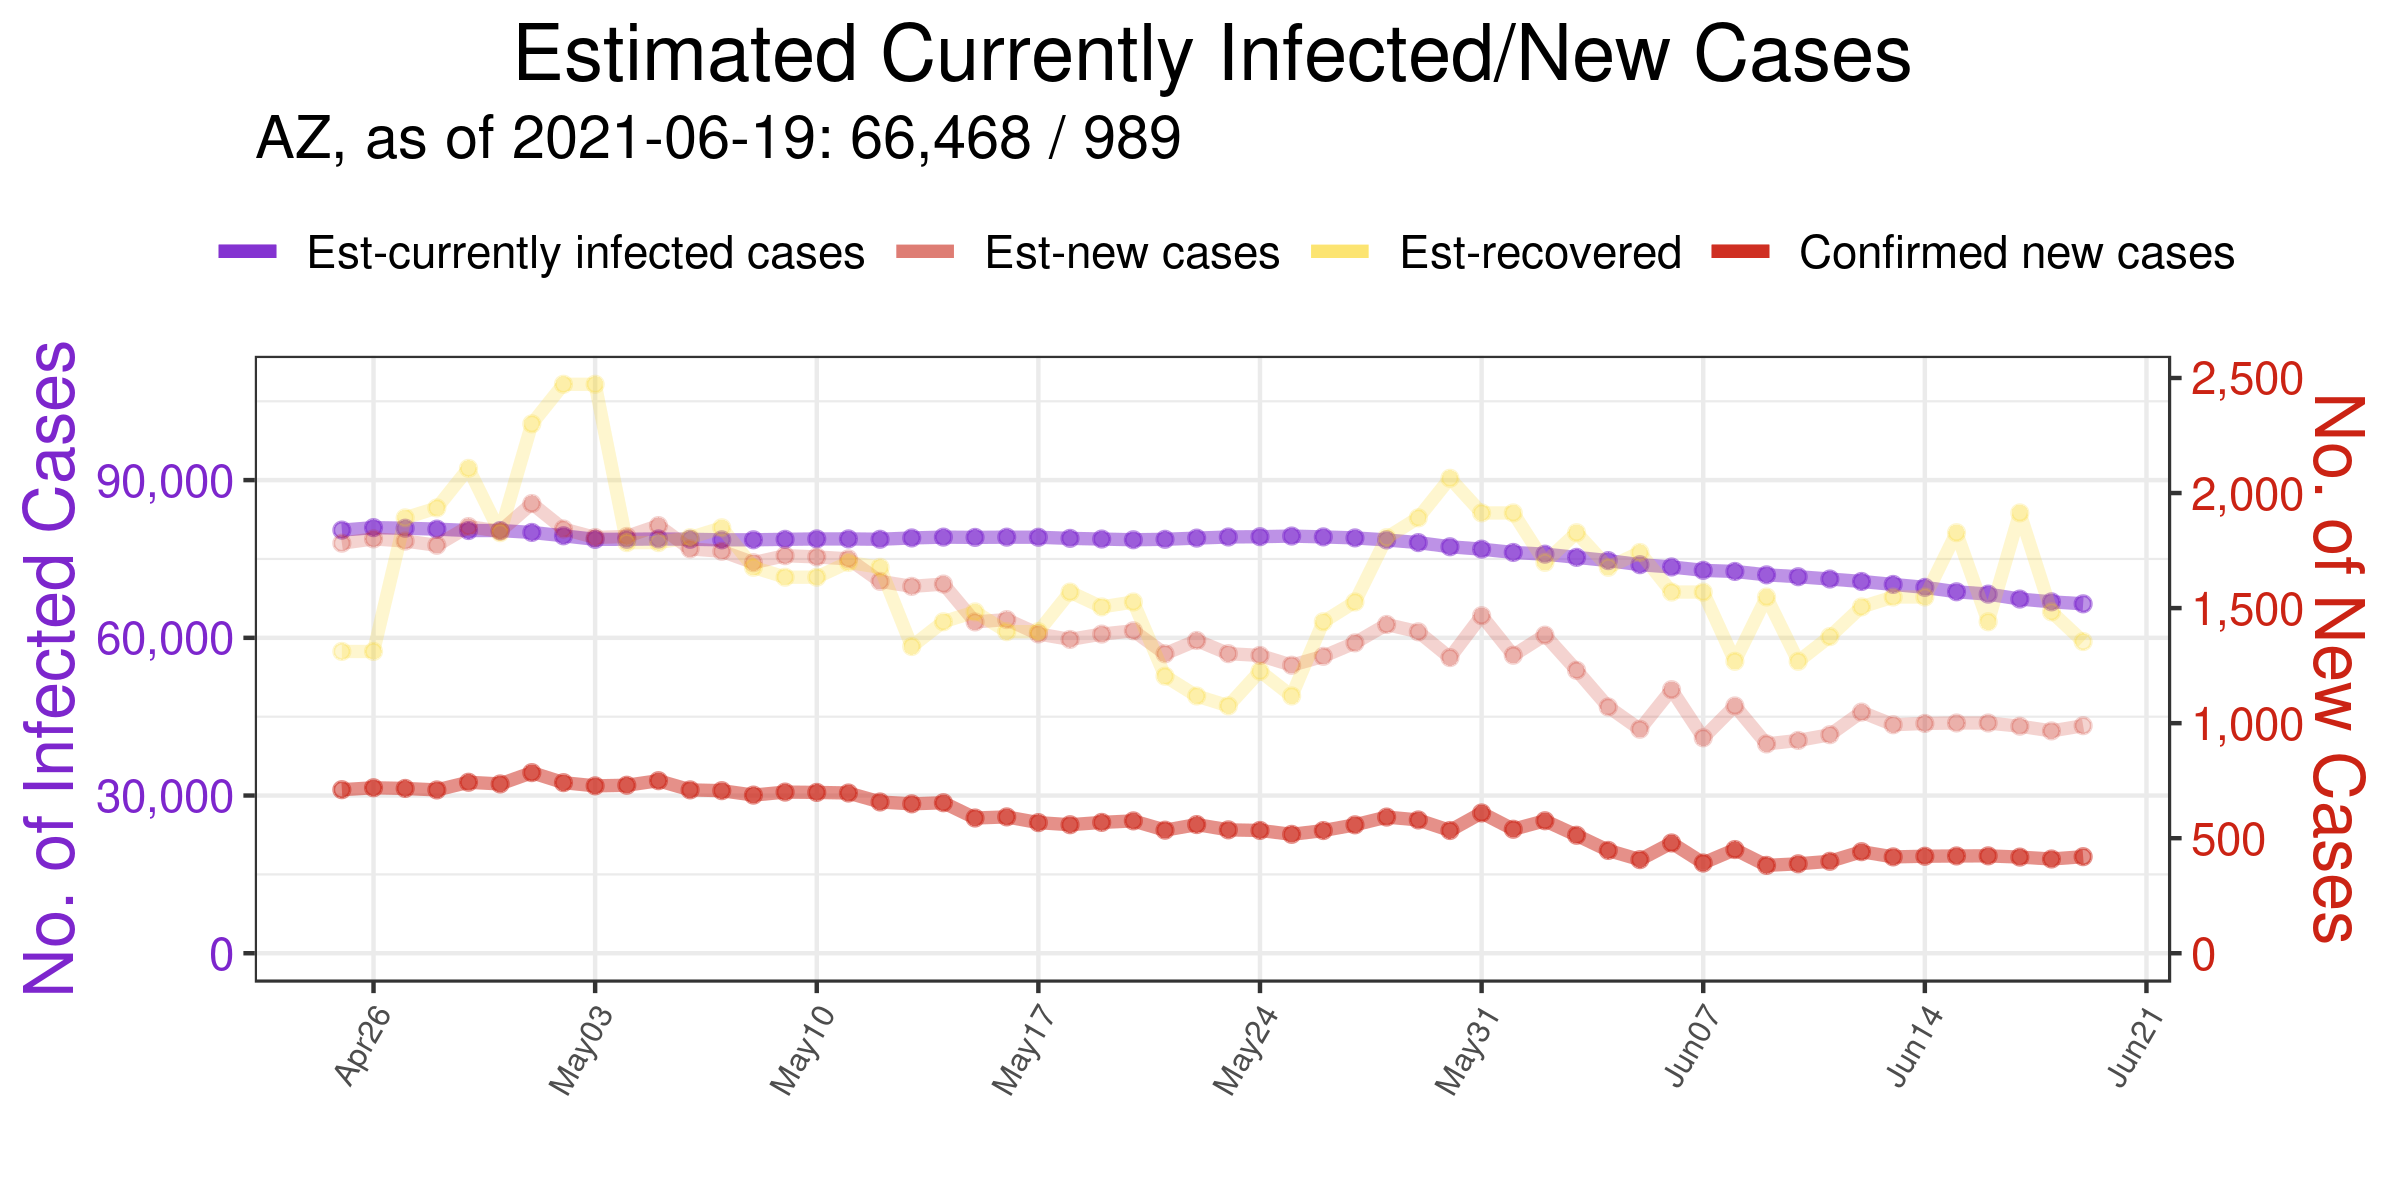 Estimated Currently Infected/New Cases
AZ, as of 2021-06-19: 66,468 / 989
Est-currently infected cases Est-new cases Est-recovered Confirmed new cases
No. of Infected Cases
90,000
60,000
30,000
0
2,500
2,000
1,500
1,000
500
0
No. of New Cases
Apr26 May03 May10 May17 May24 May31 Jun07 Jun14 Jun21